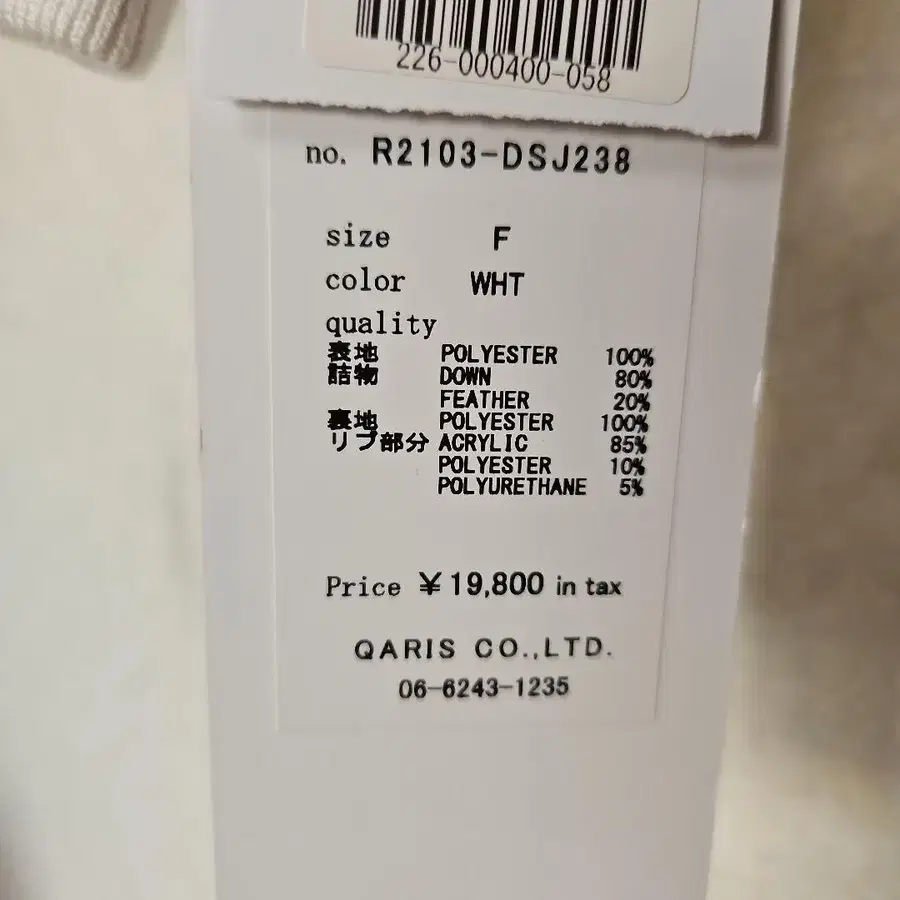 226-000400-058
no. R2103-DSJ238
size F
color WHT
quality
表地 POLYESTER 100%
詰物 DOWN 80%
FEATHER 20%
裏地 POLYESTER 100%
リブ部分 ACRYLIC 85%
POLYESTER 10%
POLYURETHANE 5%
Price ¥19,800 in tax
QARIS CO.,LTD.
06-6243-1235